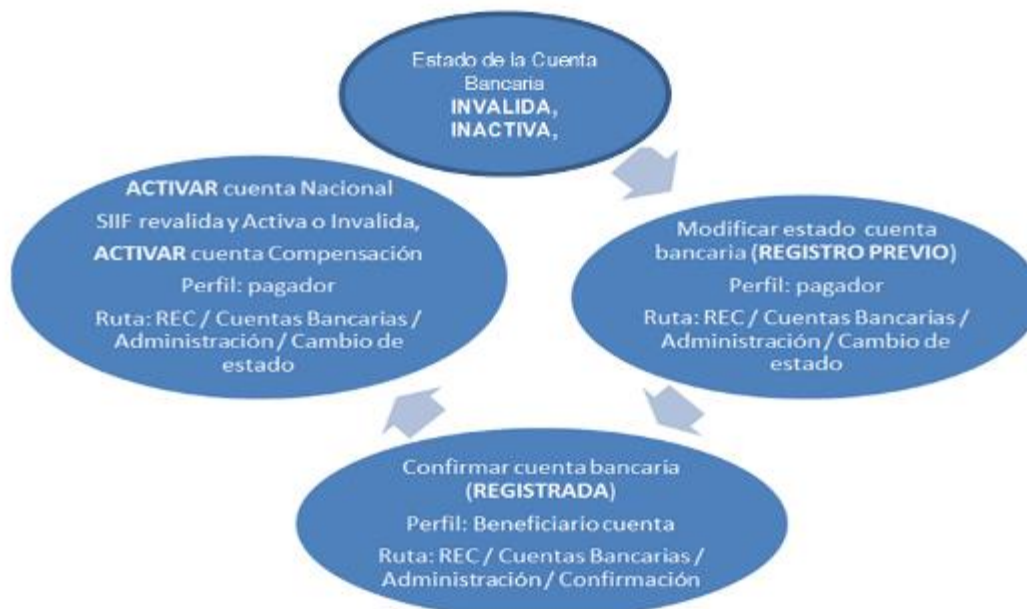 Estado de la Cuenta
Bancaria
INVALIDA,
INACTIVA,
ACTIVAR cuenta Nacional
SIIF revalida y Activa o Invalida,
ACTIVAR cuenta Compensación
Perfil: pagador
Ruta: REC / Cuentas Bancarias /
Administración / Cambio de
estado
Modificar estado cuenta
bancaria (REGISTRO PREVIO)
Perfil: pagador
Ruta: REC / Cuentas Bancarias /
Administración / Cambio de
estado
Confirmar cuenta bancaria
(REGISTRADA)
Perfil: Beneficiario cuenta
Ruta: REC / Cuentas Bancarias /
Administración / Confirmación